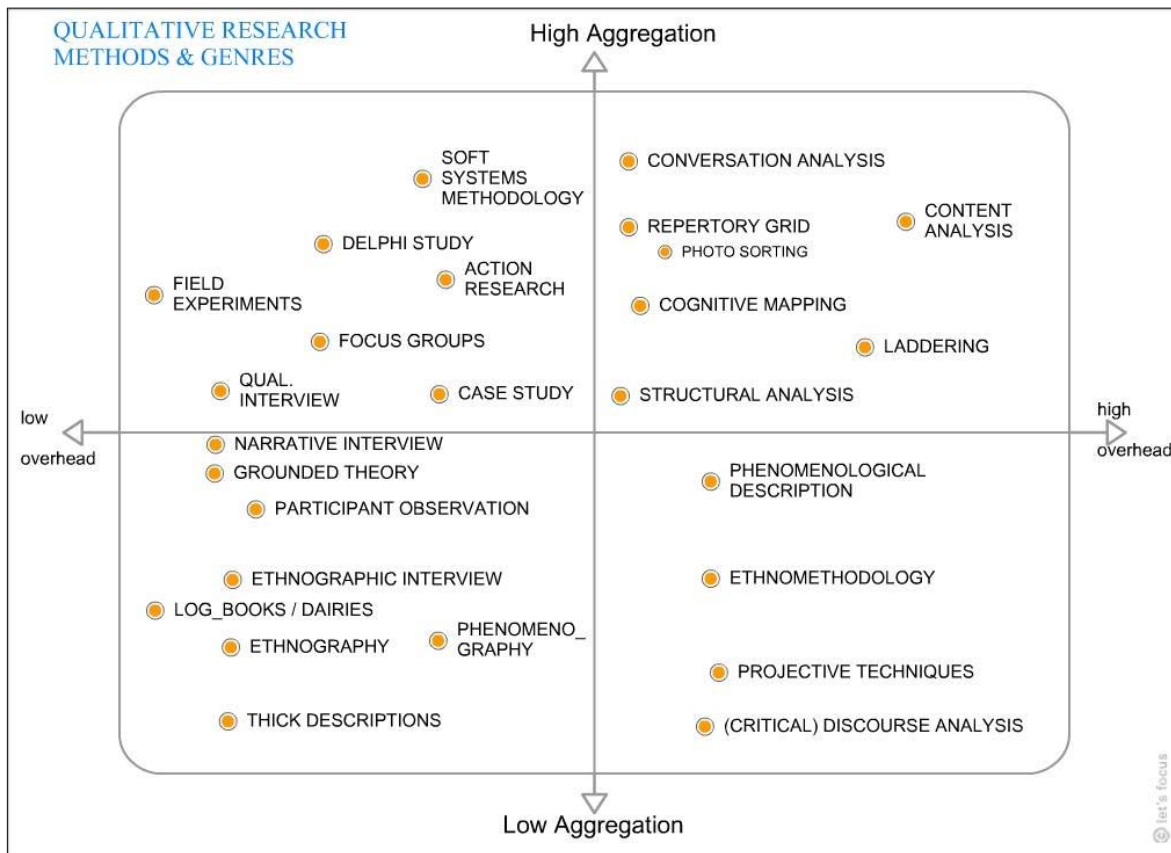 QUALITATIVE RESEARCH
METHODS & GENRES
High Aggregation
SOFT
SYSTEMS
METHODOLOGY
CONVERSATION ANALYSIS
REPERTORY GRID
CONTENT
ANALYSIS
DELPHI STUDY
PHOTO SORTING
ACTION
RESEARCH
FIELD
EXPERIMENTS
COGNITIVE MAPPING
FOCUS GROUPS
LADDERING
QUAL.
INTERVIEW
CASE STUDY
STRUCTURAL ANALYSIS
low
overhead
high
overhead
NARRATIVE INTERVIEW
GROUNDED THEORY
PHENOMENOLOGICAL
DESCRIPTION
PARTICIPANT OBSERVATION
ETHNOGRAPHIC INTERVIEW
ETHNOMETHODOLOGY
LOG_BOOKS / DAIRIES
PHENOMENO_
GRAPHY
ETHNOGRAPHY
PROJECTIVE TECHNIQUES
THICK DESCRIPTIONS
(CRITICAL) DISCOURSE ANALYSIS
Low Aggregation
© let's focus